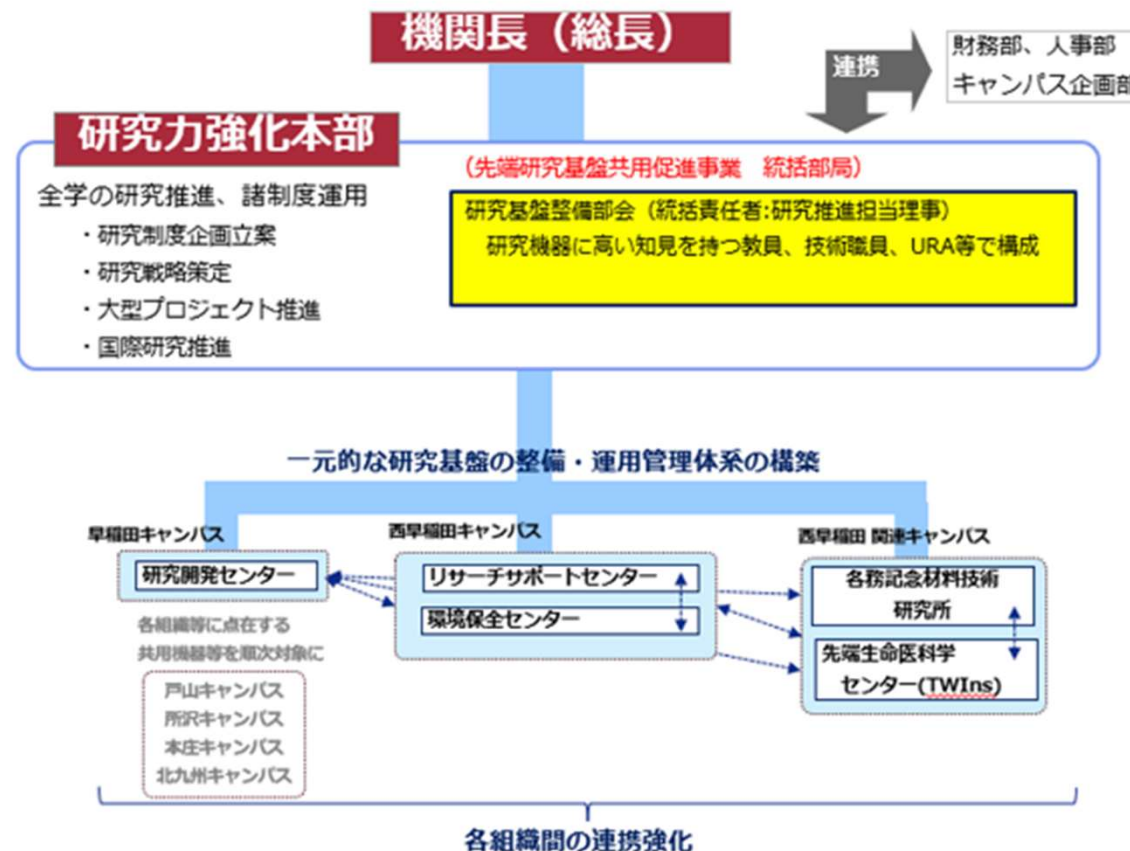 機関長（総長）
連携
財務部、人事部
キャンパス企画部
研究力強化本部
全学の研究推進、諸制度運用
・研究制度企画立案
・研究戦略策定
・大型プロジェクト推進
・国際研究推進
（先端研究基盤共用促進事業　統括部局）
研究基盤整備部会（統括責任者:研究推進担当理事）
研究機器に高い知見を持つ教員、技術職員、URA等で構成
一元的な研究基盤の整備・運用管理体系の構築
早稲田キャンパス
研究開発センター
各組織等に点在する
共用機器等を順次対象に
戸山キャンパス
所沢キャンパス
本庄キャンパス
北九州キャンパス
西早稲田キャンパス
リサーチサポートセンター
環境保全センター
西早稲田 関連キャンパス
各務記念材料技術
研究所
先端生命医科学
センター(TWIns)
各組織間の連携強化